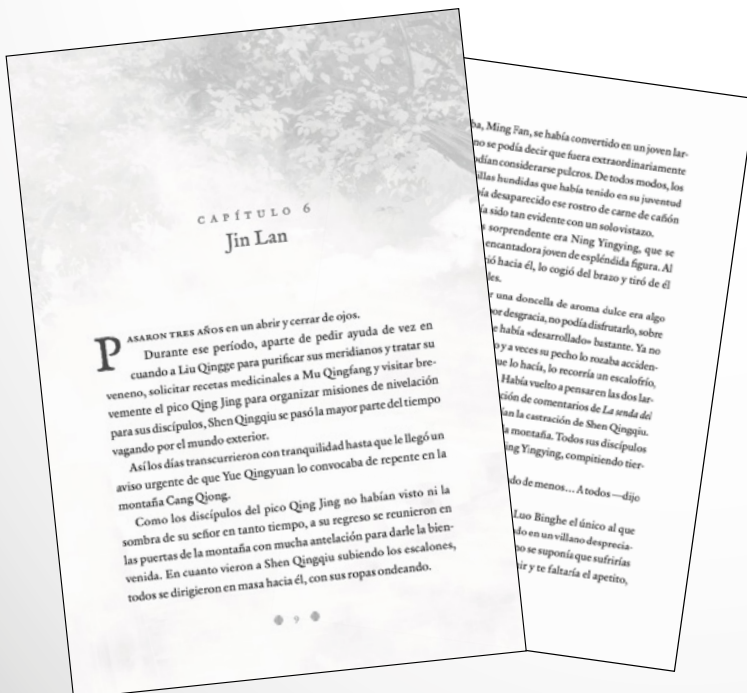 CAPÍTULO 6
Jin Lan
PASARON TRES AÑOS en un abrir y cerrar de ojos.
Durante ese período, aparte de pedir ayuda de vez en
cuando a Liu Qingge para purificar sus meridianos y tratar su
veneno, solicitar recetas medicinales a Mu Qingfang y visitar bre-
vemente el pico Qing Jing para organizar misiones de nivelación
para sus discípulos, Shen Qingqiu se pasó la mayor parte del tiempo
vagando por el mundo exterior.
Así los días transcurrieron con tranquilidad hasta que le llegó un
aviso urgente de que Yue Qingyuan lo convocaba de repente en la
montaña Cang Qiong.
Como los discípulos del pico Qing Jing no habían visto ni la
sombra de su señor en tanto tiempo, a su regreso se reunieron en
las puertas de la montaña con mucha antelación para darle la bien-
venida. En cuanto vieron a Shen Qingqiu subiendo los escalones,
todos se dirigieron en masa hacia él, con sus ropas ondeando.
9
ba, Ming Fan, se había convertido en un joven lar-
no se podía decir que fuera extraordinariamente
dían considerarse pulcros. De todos modos, los
illas hundidas que había tenido en su juventud
ía desaparecido ese rostro de carne de cañón
ía sido tan evidente con un solo vistazo.
s sorprendente era Ning Yingying, que se
encantadora joven de espléndida figura. Al
ió hacia él, lo cogió del brazo y tiró de él
les.
r una doncella de aroma dulce era algo
or desgracia, no podía disfrutarlo, sobre
e había «desarrollado» bastante. Ya no
o y a veces su pecho lo rozaba acciden-
ue lo hacía, lo recorría un escalofrío.
Había vuelto a pensar en las dos lar-
ción de comentarios de La senda del
ían la castración de Shen Qingqiu.
a montaña. Todos sus discípulos
ing Yingying, compitiendo tier-
do de menos... A todos —dijo
Luo Binghe el único al que
do en un villano desprecia-
o se suponía que sufrirías
ir y te faltaría el apetito,